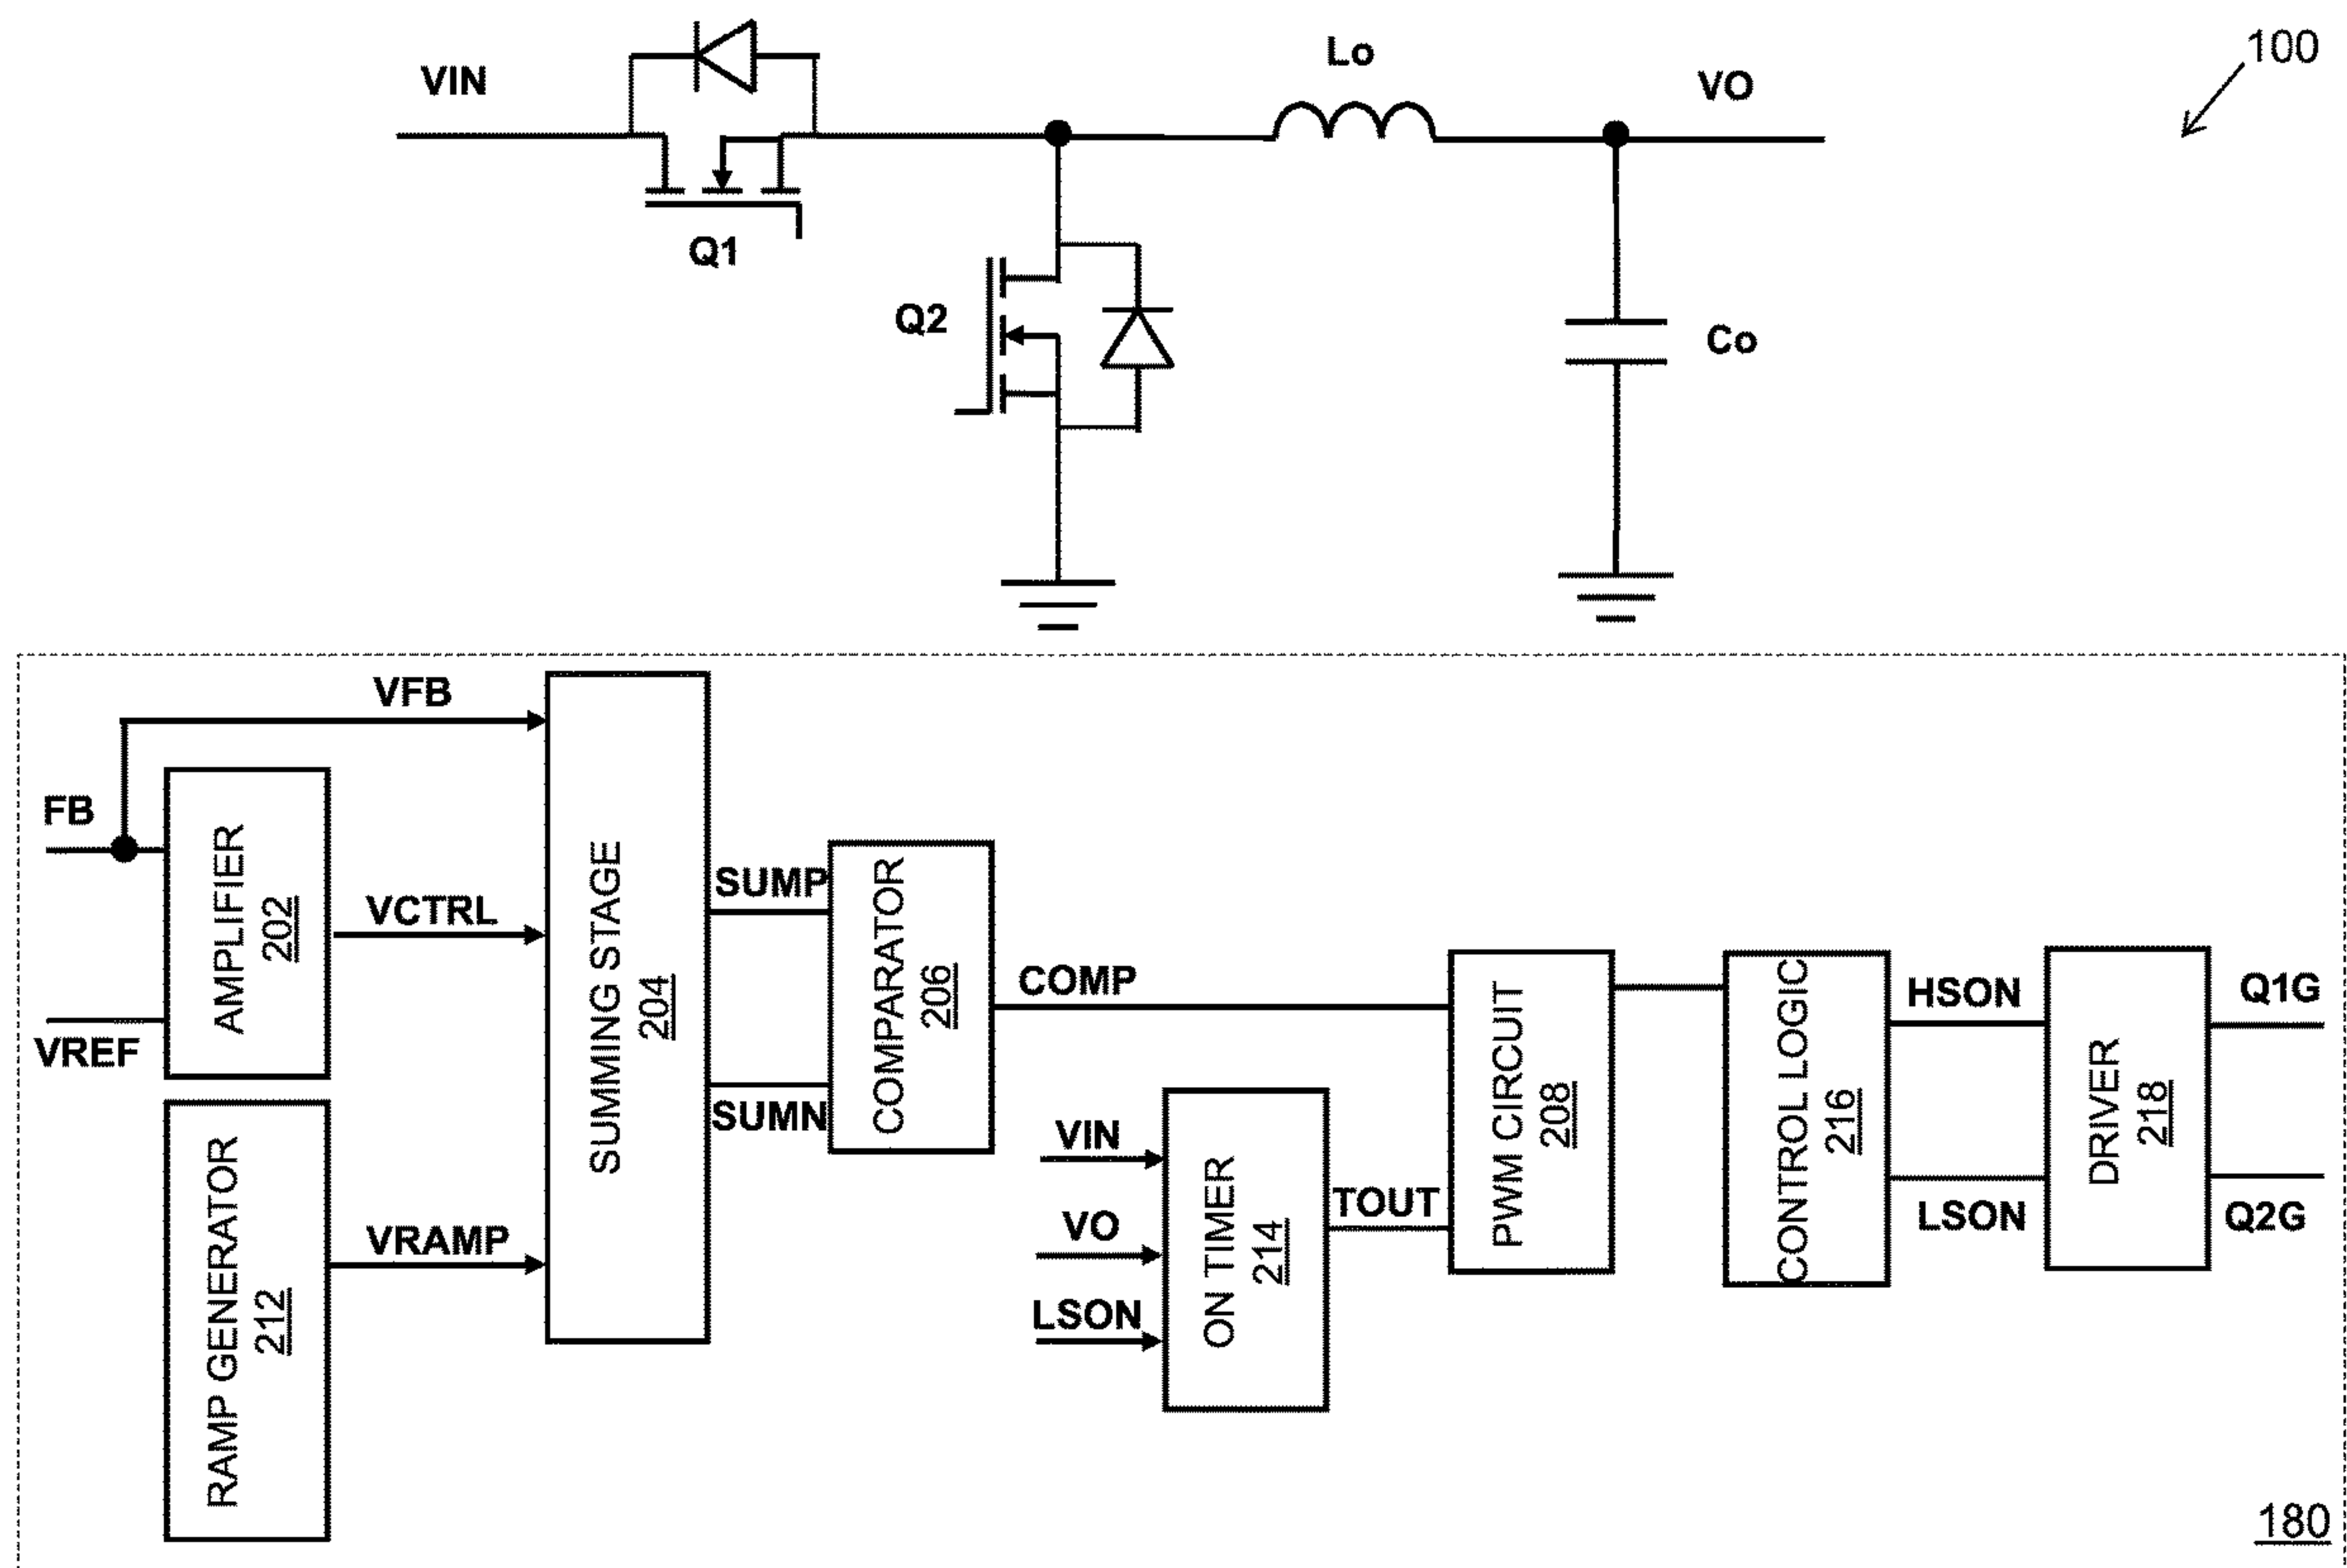 VIN
Lo
VO
100
Q1
Q2
Co
VFB
FB
AMPLIFIER
202
VCTRL
VREF
RAMP GENERATOR
212
VRAMP
SUMMING STAGE
204
SUMP
SUMN
COMPARATOR
206
COMP
VIN
VO
LSON
ON TIMER
214
TOUT
PWM CIRCUIT
208
CONTROL LOGIC
216
HSON
LSON
DRIVER
218
Q1G
Q2G
180